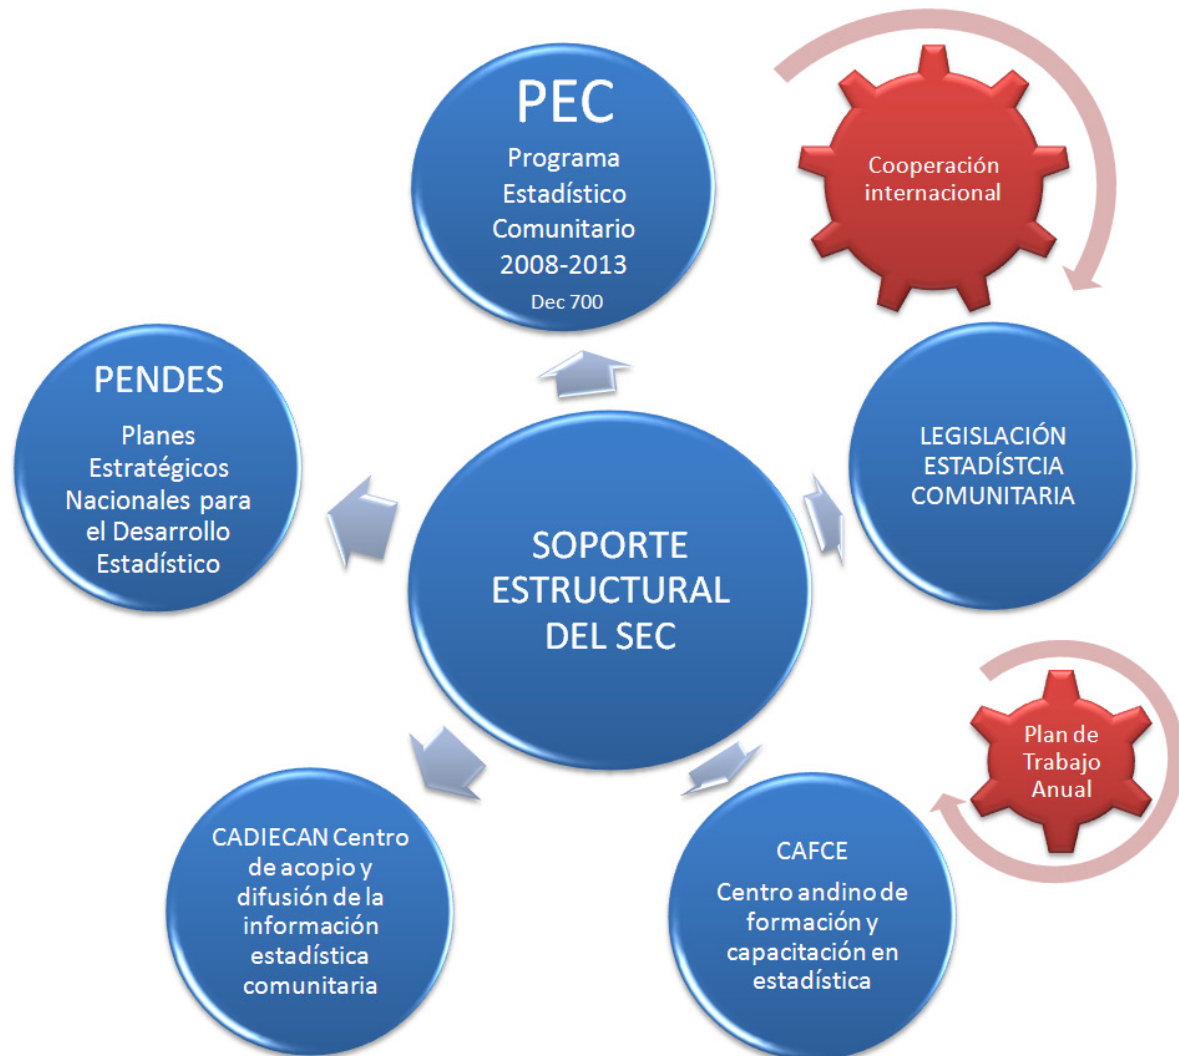 PEC
Programa
Estadístico
Comunitario
2008-2013
Dec 700
Cooperación
internacional
PENDES
Planes
Estratégicos
Nacionales para
el Desarrollo
Estadístico
LEGISLACIÓN
ESTADÍSTCIA
COMUNITARIA
SOPORTE
ESTRUCTURAL
DEL SEC
Plan de
Trabajo
Anual
CADIECAN Centro
de acopio y
difusión de la
información
estadística
comunitaria
CAFCE
Centro andino de
formación y
capacitación en
estadística